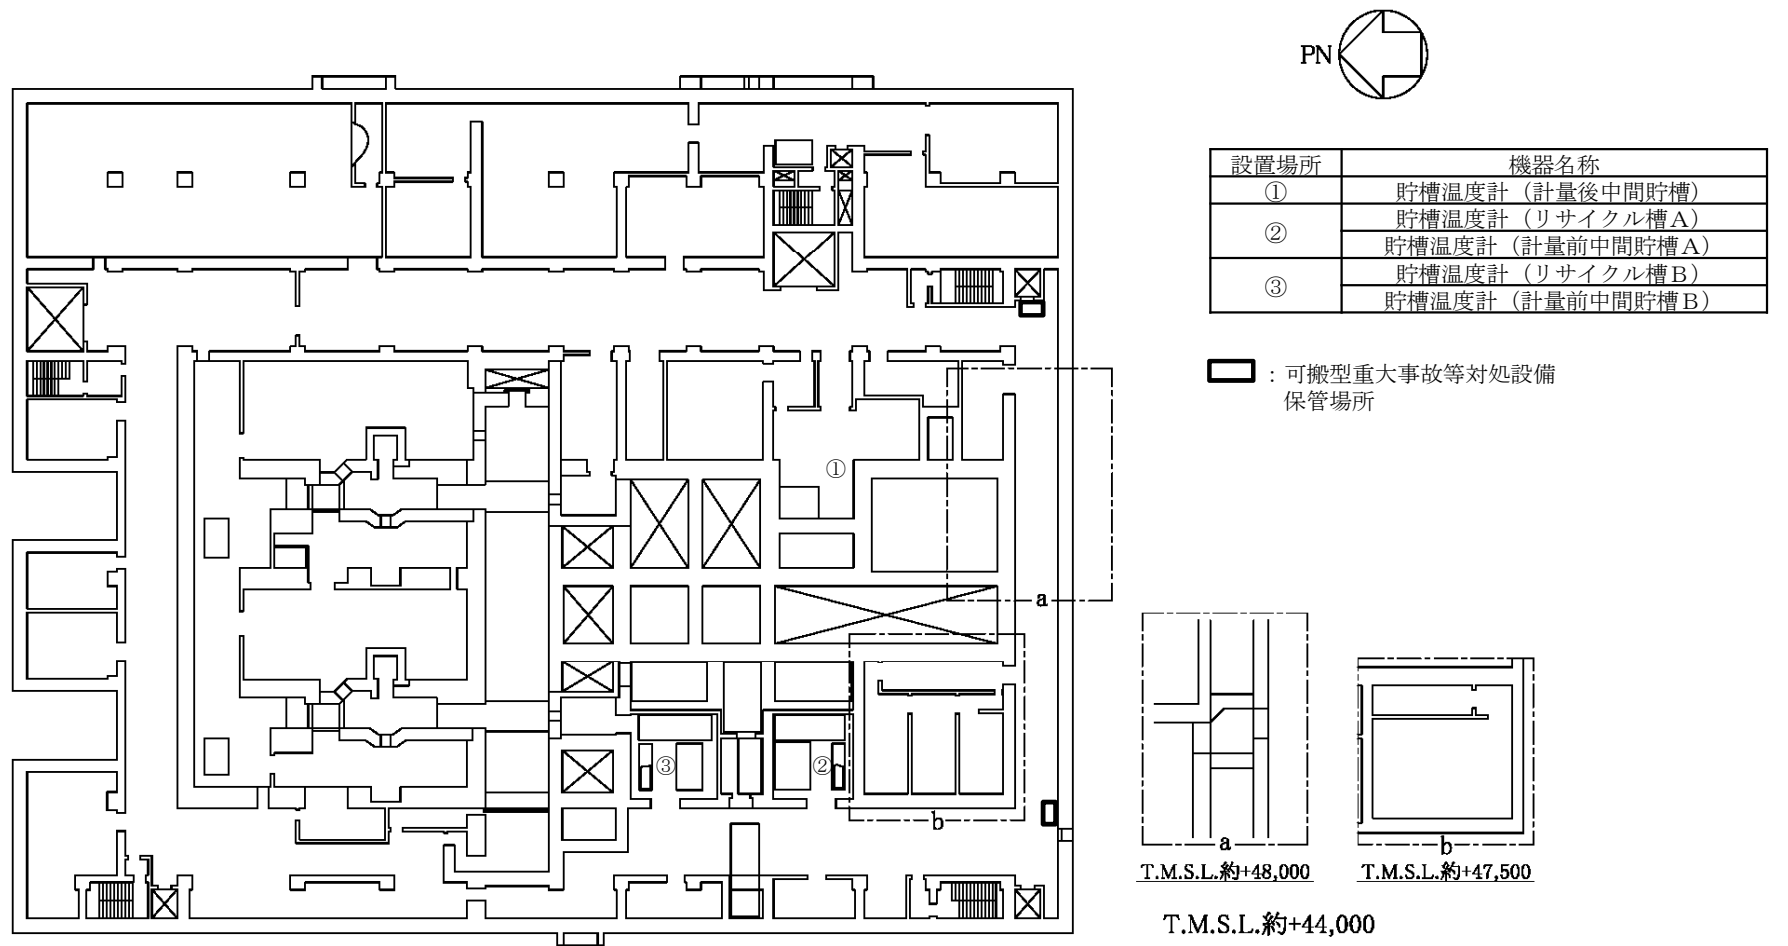 PN
設置場所 機器名称
① 貯槽温度計（計量後中間貯槽）
② 貯槽温度計（リサイクル槽A）
貯槽温度計（計量前中間貯槽A）
③ 貯槽温度計（リサイクル槽B）
貯槽温度計（計量前中間貯槽B）
：可搬型重大事故等対処設備
保管場所
①
a
③
②
b
a
b
T.M.S.L.約+48,000
T.M.S.L.約+47,500
T.M.S.L.約+44,000